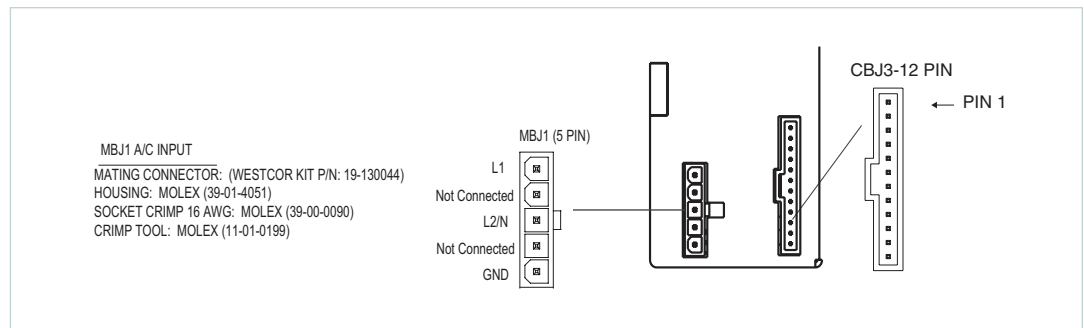 MBJ1 A/C INPUT
MATING CONNECTOR: (WESTCOR KIT P/N: 19-130044)
HOUSING: MOLEX (39-01-4051)
SOCKET CRIMP 16 AWG: MOLEX (39-00-0090)
CRIMP TOOL: MOLEX (11-01-0199)
MBJ1 (5 PIN)
L1
Not Connected
L2/N
Not Connected
GND
CBJ3-12 PIN
PIN 1